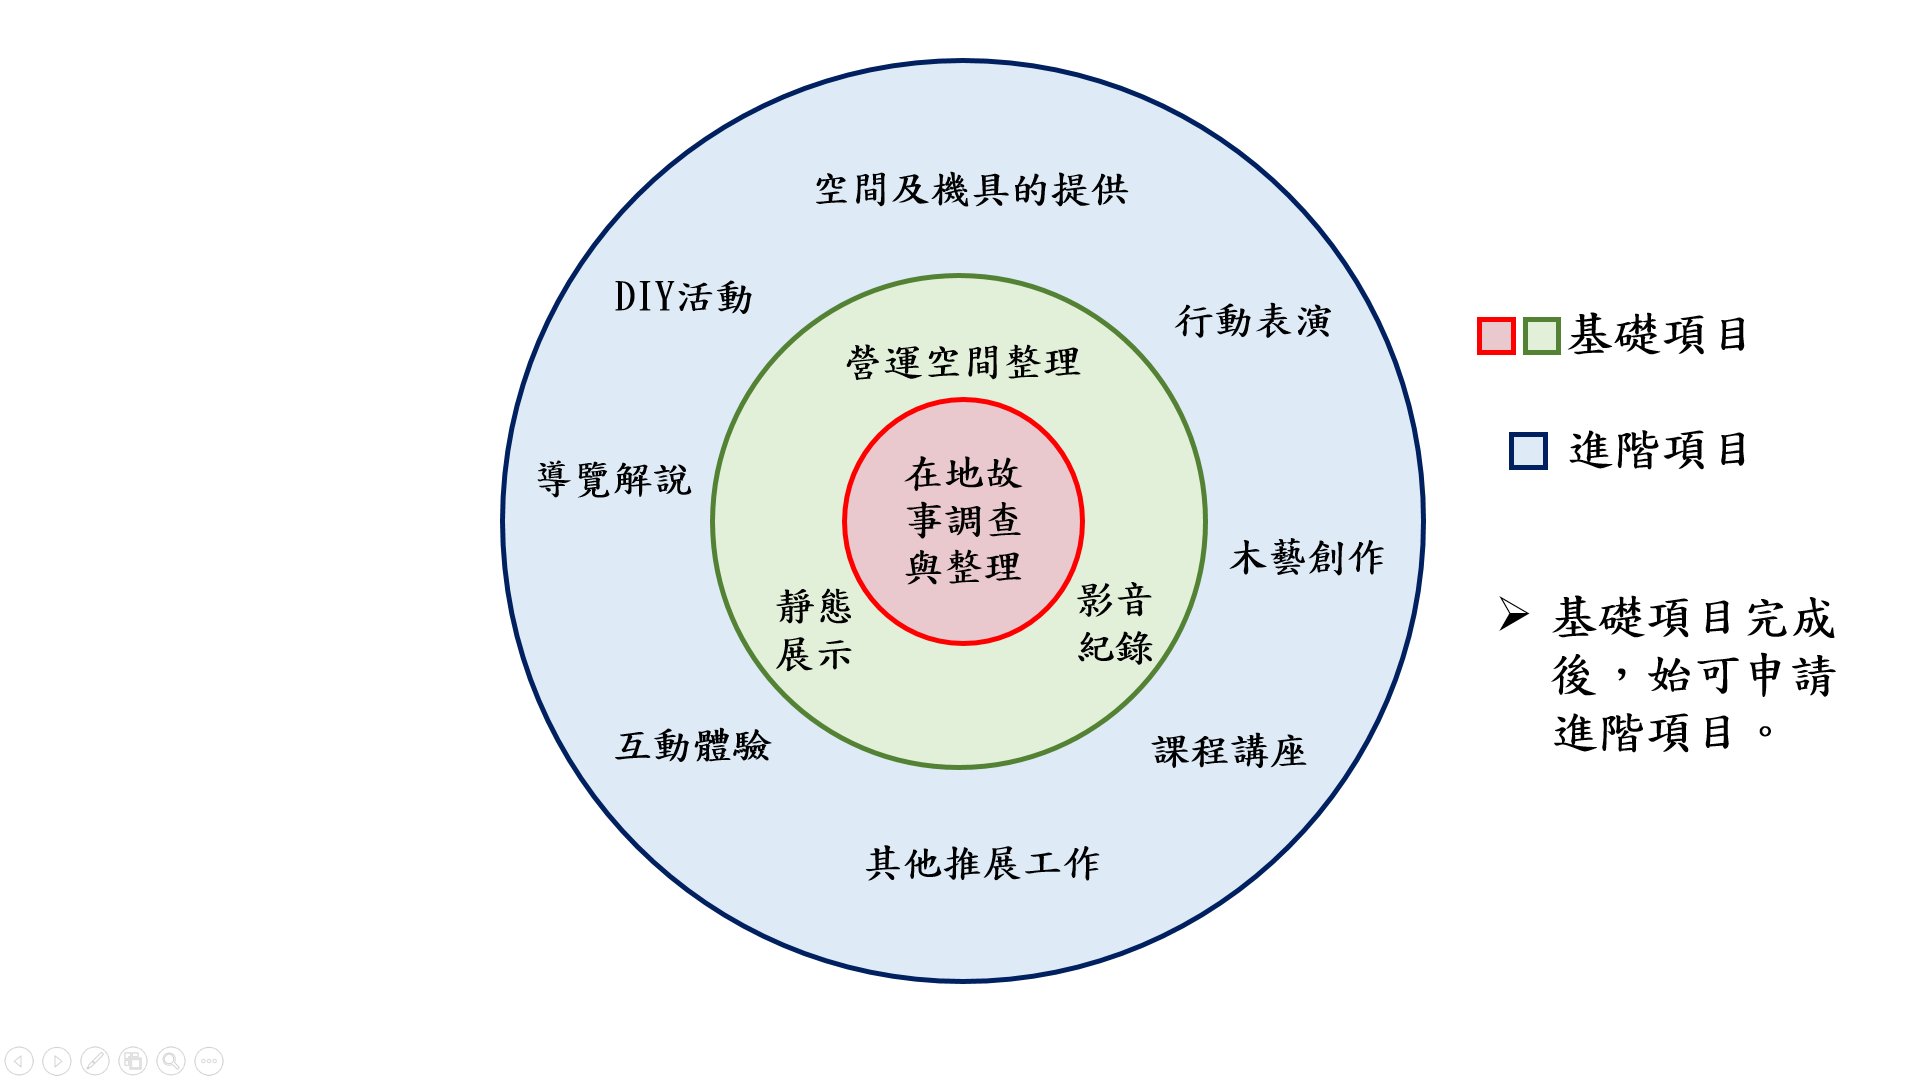 空間及機具的提供
DIY活動
行動表演
營運空間整理
導覽解說
在地故
事調查
與整理
木藝創作
靜態
展示
影音
紀錄
互動體驗
課程講座
其他推展工作
基礎項目
進階項目
➢ 基礎項目完成
後，始可申請
進階項目。